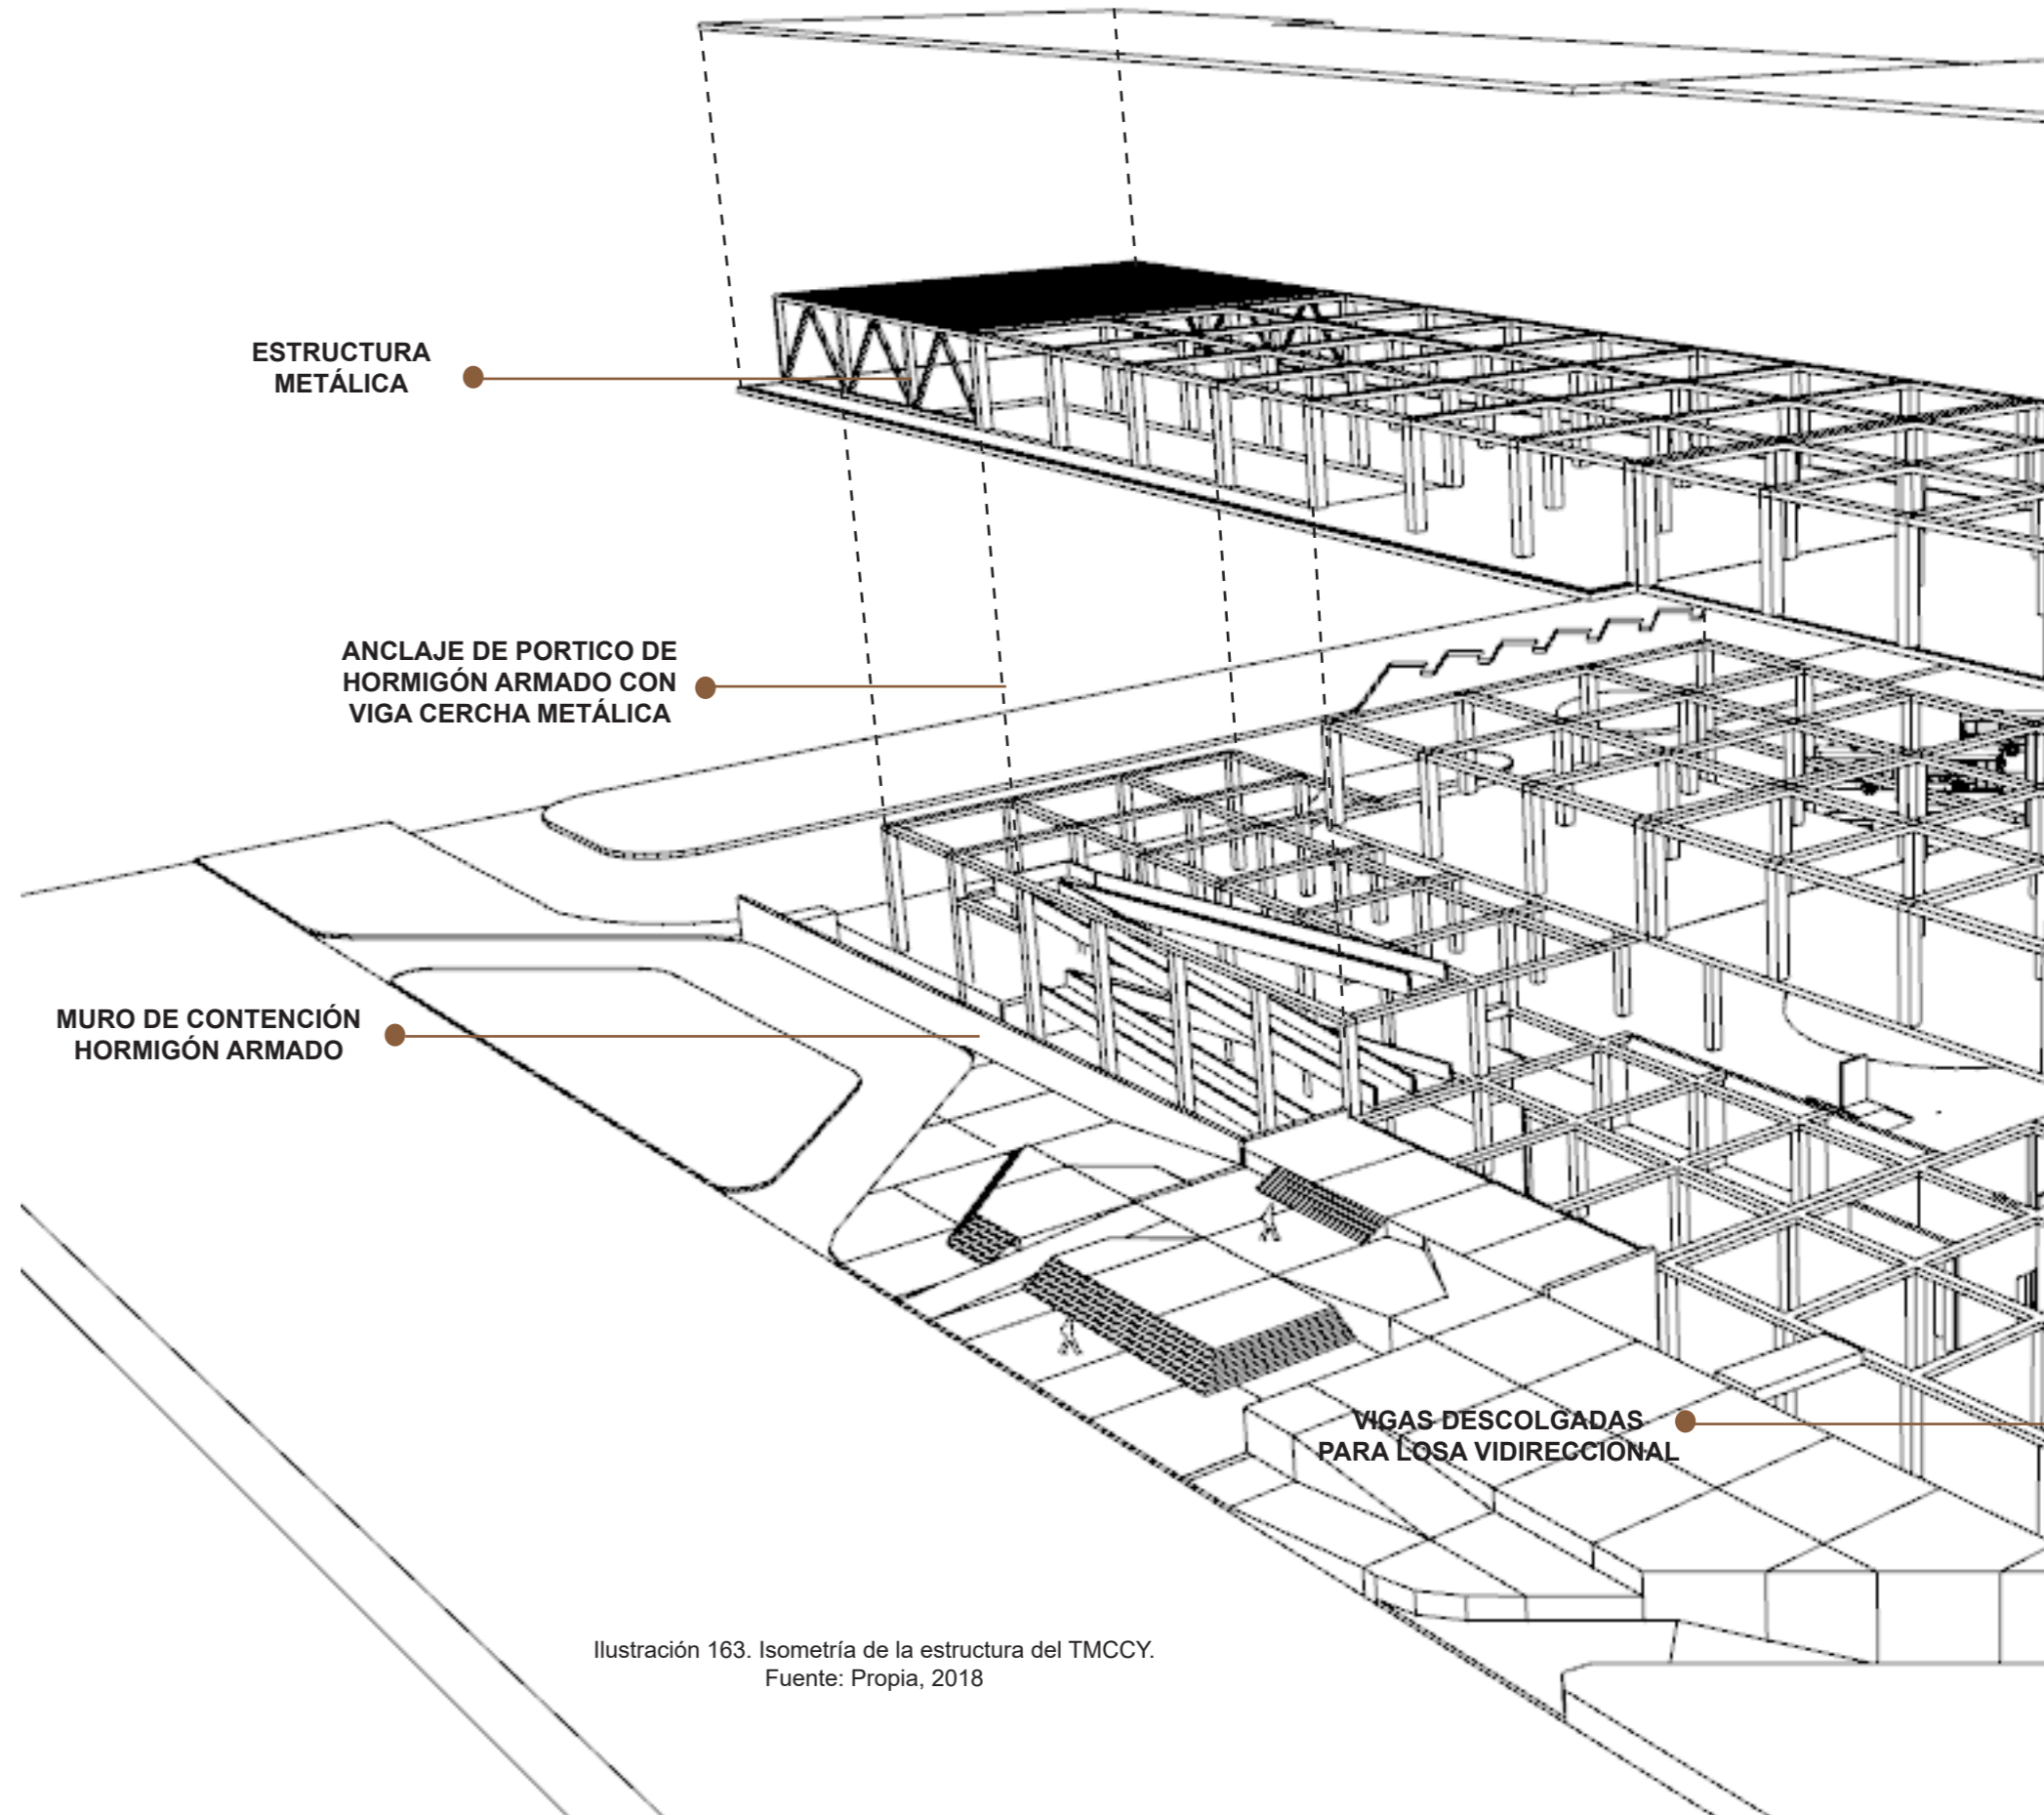 ESTRUCTURA
METÁLICA
ANCLAJE DE PORTICO DE
HORMIGÓN ARMADO CON
VIGA CERCHA METÁLICA
MURO DE CONTENCIÓN
HORMIGÓN ARMADO
VIGAS DESCOLGADAS
PARA LOSA VIDIRECCIONAL
Ilustración 163. Isometría de la estructura del TMCCY.
Fuente: Propia, 2018